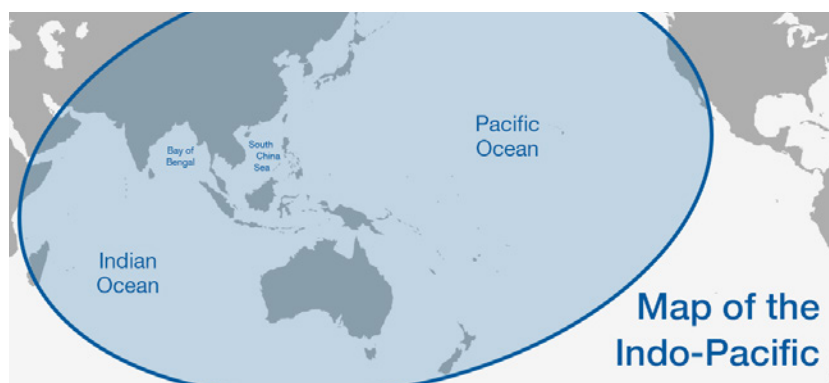 Pacific
Ocean
Bay of
Bengal
South
China
Sea
Indian
Ocean
Map of the
Indo-Pacific